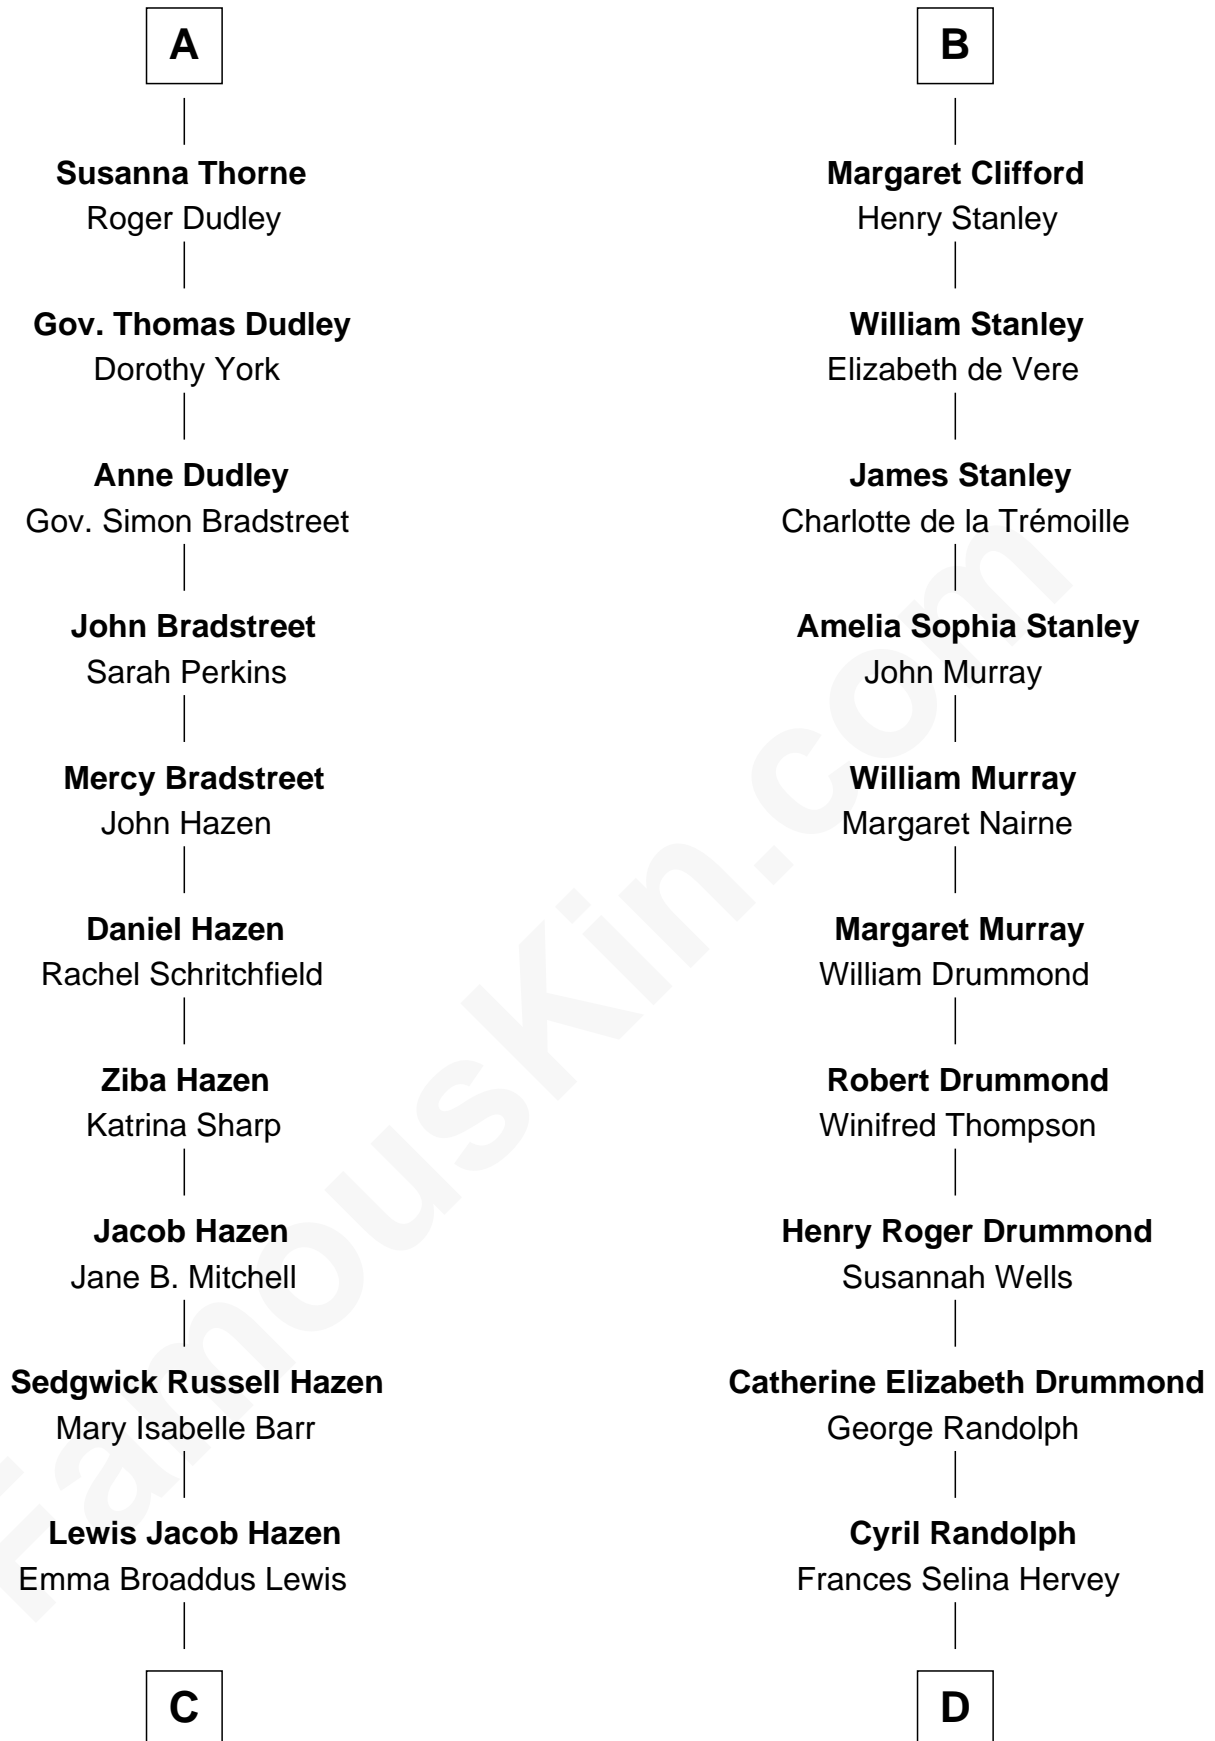 A
Susanna Thorne
Roger Dudley
Gov. Thomas Dudley
Dorothy York
Anne Dudley
Gov. Simon Bradstreet
John Bradstreet
Sarah Perkins
Mercy Bradstreet
John Hazen
Daniel Hazen
Rachel Schritchfield
Ziba Hazen
Katrina Sharp
Jacob Hazen
Jane B. Mitchell
Sedgwick Russell Hazen
Mary Isabelle Barr
Lewis Jacob Hazen
Emma Broaddus Lewis
C
B
Margaret Clifford
Henry Stanley
William Stanley
Elizabeth de Vere
James Stanley
Charlotte de la Trémoille
Amelia Sophia Stanley
John Murray
William Murray
Margaret Nairne
Margaret Murray
William Drummond
Robert Drummond
Winifred Thompson
Henry Roger Drummond
Susannah Wells
Catherine Elizabeth Drummond
George Randolph
Cyril Randolph
Frances Selina Hervey
D
FamousKin.com